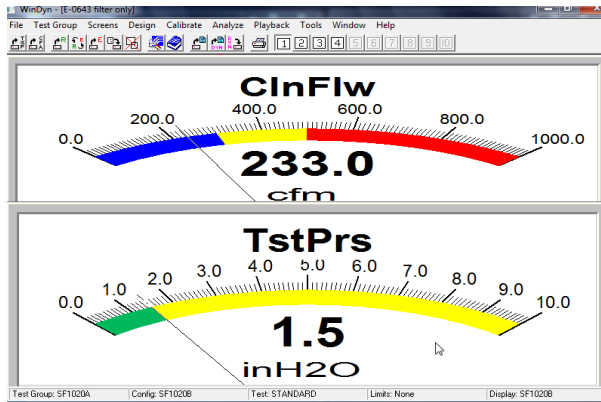 WinDyn - [E-0643 filter only]
File Test Group Screens Design Calibrate Analyze Playback Tools Window Help
1 2 3 4 5 6 7 8 9 10
ClnFlw
0.0 200.0 400.0 600.0 800.0 1000.0
233.0
cfm
TstPrs
0.0 1.0 2.0 3.0 4.0 5.0 6.0 7.0 8.0 9.0 10.0
1.5
inH2O
Test Group: SF1020A Config: SF1020B Test: STANDARD Limits: None Display: SF1020B